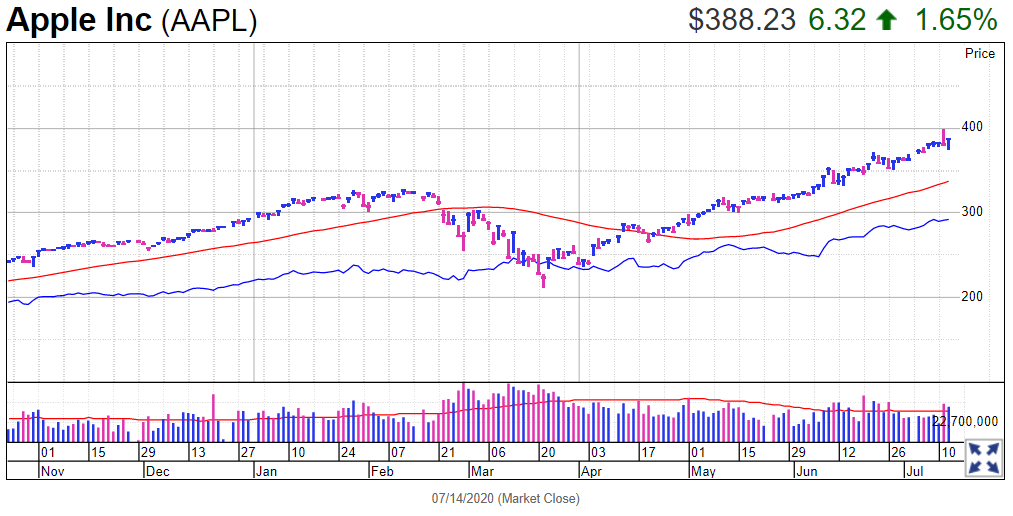 Apple Inc (AAPL) $388.23 6.32 1.65%
Price
400
300
200
22,700,000
01 15 29 13 27 10 24 07 21 06 20 03 17 01 15 29 12 26 10
Nov Dec Jan Feb Mar Apr May Jun Jul
07/14/2020 (Market Close)